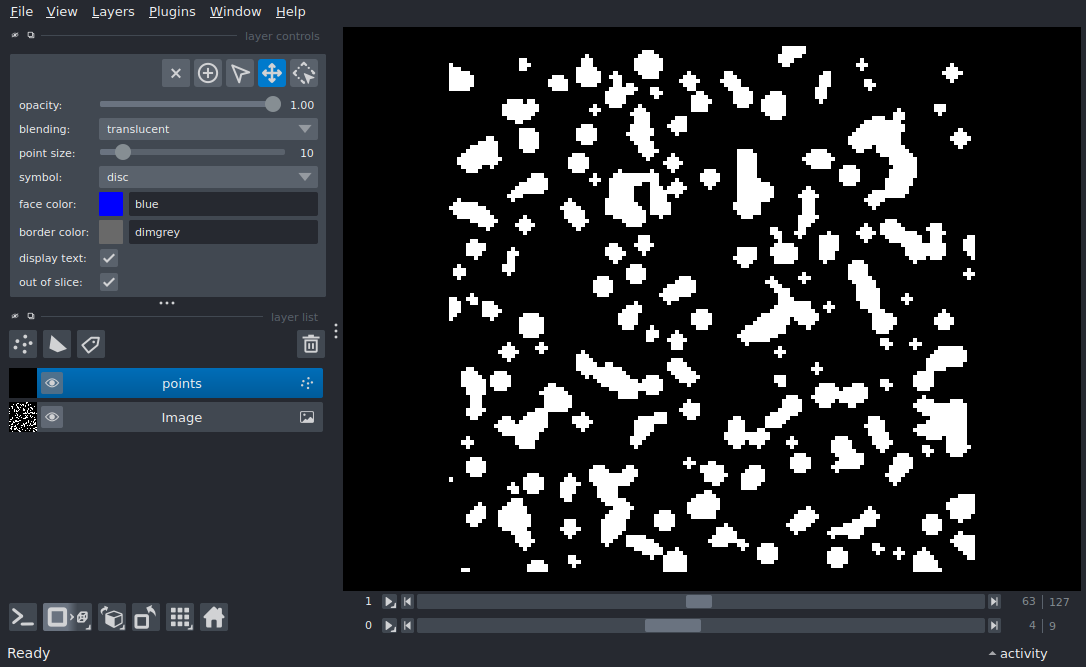 File View Layers Plugins Window Help
layer controls
opacity: 1.00
blending: translucent
point size: 10
symbol: disc
face color: blue
border color: dimgrey
display text:
out of slice:
layer list
points
Image
1 63 127
0 4 9
Ready activity